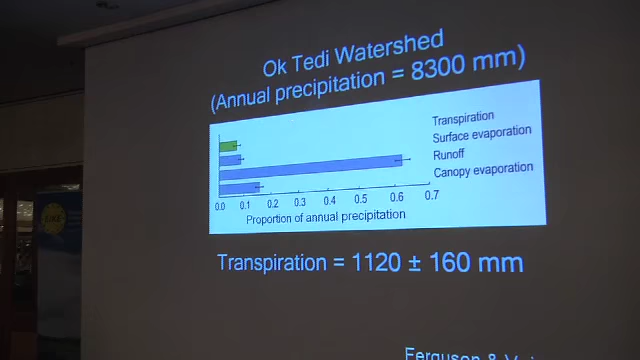 Ok Tedi Watershed
(Annual precipitation = 8300 mm)
Transpiration
Surface evaporation
Runoff
Canopy evaporation
0.0 0.1 0.2 0.3 0.4 0.5 0.6 0.7
Proportion of annual precipitation
Transpiration = 1120 ± 160 mm
Ferguson &